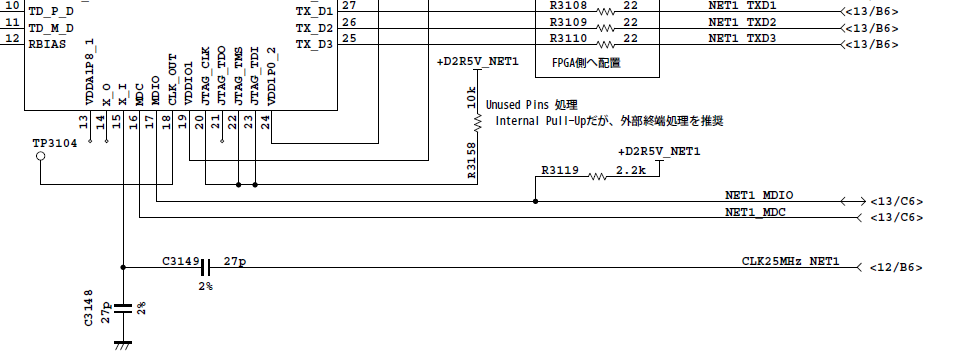 10 TD_P_D TX_D1 27 R3108 22 NET1_TXD1 <13/B6>
11 TD_M_D TX_D2 26 R3109 22 NET1_TXD2 <13/B6>
12 RBIAS TX_D3 25 R3110 22 NET1_TXD3 <13/B6>
FPGA側へ配置
VDDA1P8_1 13
X_O 14
X_I 15
MDC 16
MDIO 17
CLK_OUT 18
VDDIO1 19
JTAG_CLK 20
JTAG_TDO 21
JTAG_TMS 22
JTAG_TDI 23
VDD1P0_2 24
+D2R5V_NET1
10k
R3158
Unused Pins 処理
Internal Pull-Upだが、外部終端処理を推奨
TP3104
+D2R5V_NET1
R3119 2.2k
NET1_MDIO <13/C6>
NET1_MDC <13/C6>
C3149 27p
2%
CLK25MHz_NET1 <12/B6>
C3148
27p
2%